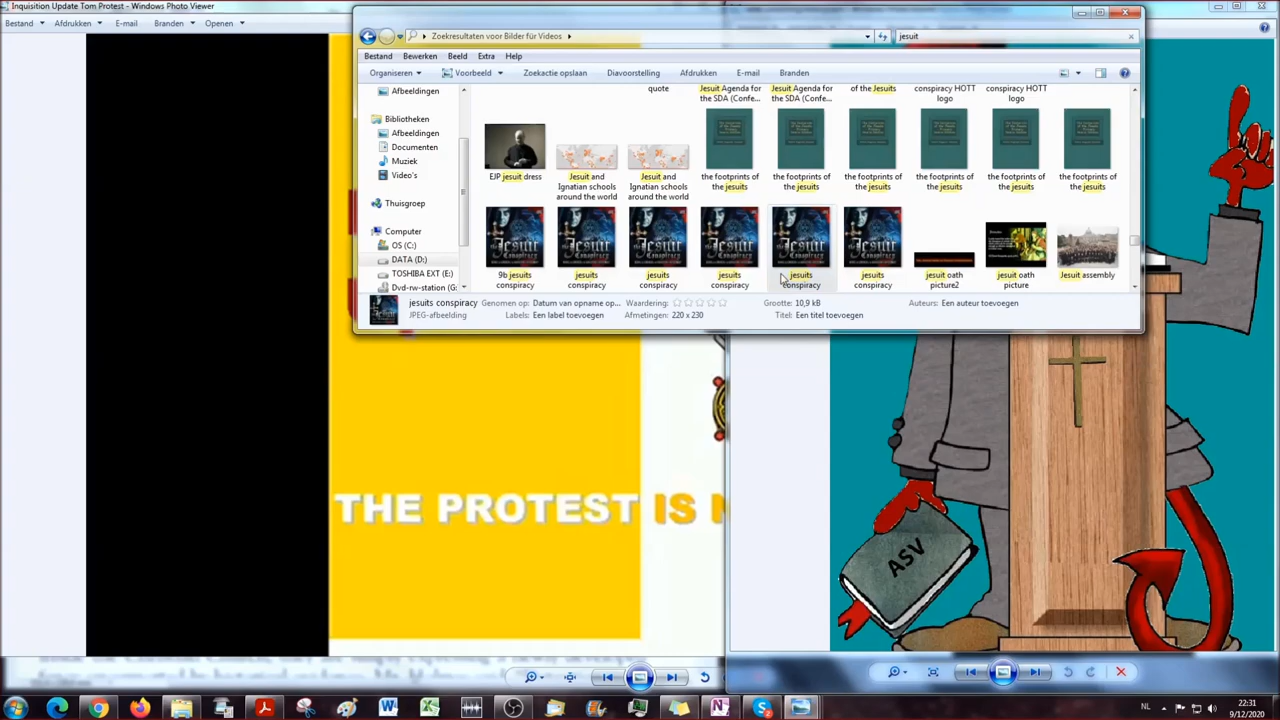 Inquisition Update Tom Protest - Windows Photo Viewer
Bestand Afdrukken E-mail Branden Openen
Zoekresultaten voor Bilder für Videos
jesuit
Bestand Bewerken Beeld Extra Help
Organiseren Voorbeeld Zoekactie opslaan Diavoorstelling Afdrukken E-mail Branden
Afbeeldingen
Bibliotheken
Afbeeldingen
Documenten
Muziek
Video's
Thuisgroep
Computer
OS (C:)
DATA (D:)
TOSHIBA EXT (E:)
Dvd-rw-station (G:
quote
Jesuit Agenda for
the SDA (Confe...
Jesuit Agenda for
the SDA (Confe...
of the Jesuits
conspiracy HOTT
logo
conspiracy HOTT
logo
EJP jesuit dress
Jesuit and
Ignatian schools
around the world
Jesuit and
Ignatian schools
around the world
the footprints of
the jesuits
the footprints of
the jesuits
the footprints of
the jesuits
the footprints of
the jesuits
the footprints of
the jesuits
the footprints of
the jesuits
9b jesuits
conspiracy
jesuits
conspiracy
jesuits
conspiracy
jesuits
conspiracy
jesuits
conspiracy
jesuits
conspiracy
jesuit oath
picture2
jesuit oath
picture
Jesuit assembly
jesuits conspiracy Genomen op: Datum van opname op... Waardering: Grootte: 10,9 kB Auteurs: Een auteur toevoegen
JPEG-afbeelding Labels: Een label toevoegen Afmetingen: 220 x 230 Titel: Een titel toevoegen
THE PROTEST IS
ASV
NL
22:31
9/12/2020